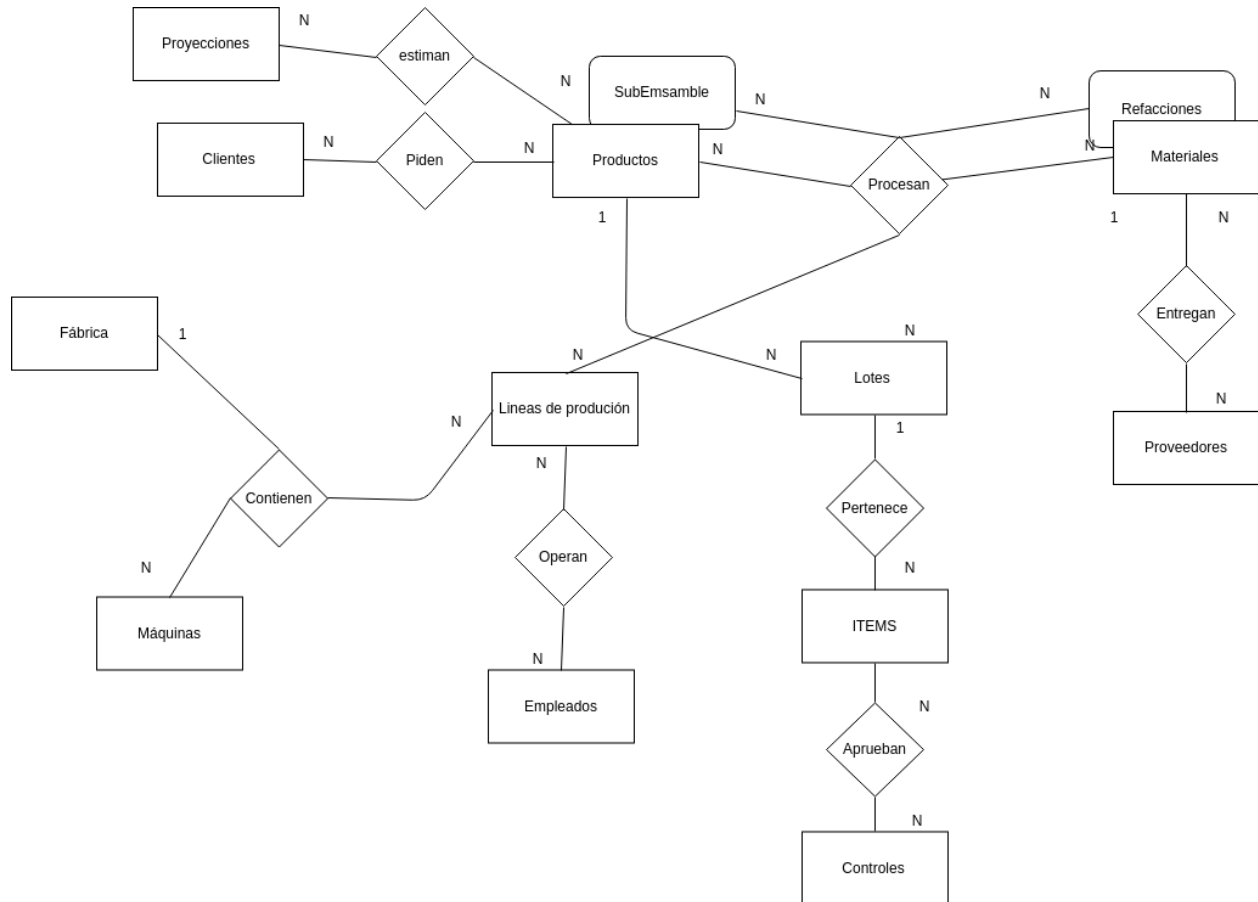 N
Proyecciones
estiman
N
SubEmsamble
N
N
Refacciones
Clientes
N
Piden
N
Productos
N
Procesan
N
Materiales
1
1
N
Fábrica
1
Entregan
N
N
N
Lotes
Lineas de produción
N
N
1
N
Proveedores
Contienen
N
Pertenece
Operan
N
N
ITEMS
Máquinas
N
Empleados
N
Aprueban
N
Controles